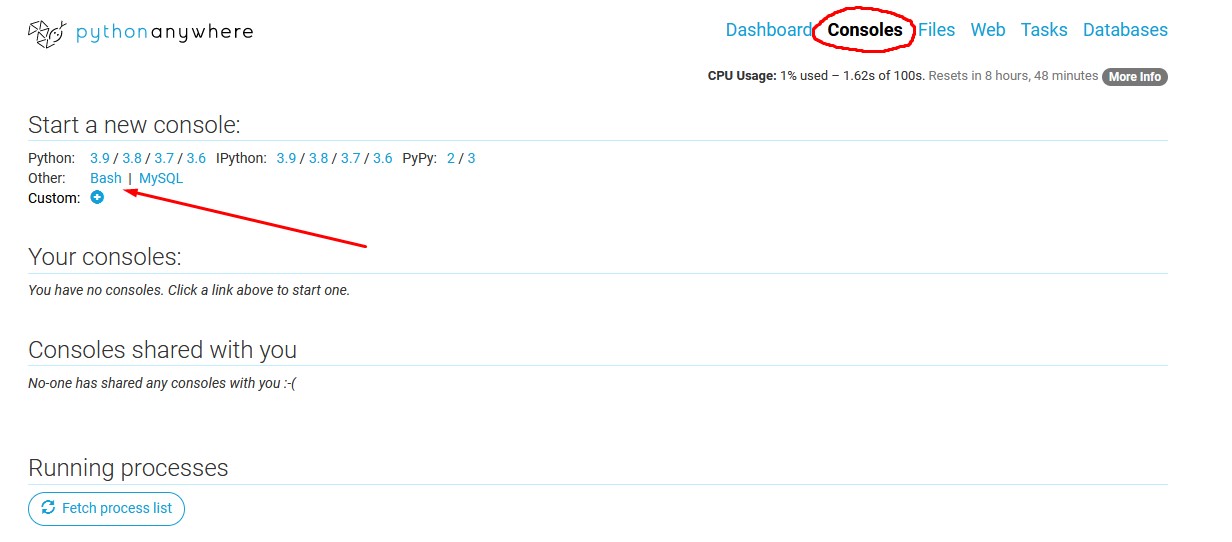 pythonanywhere
Dashboard Consoles Files Web Tasks Databases
CPU Usage: 1% used – 1.62s of 100s. Resets in 8 hours, 48 minutes More Info
Start a new console:
Python: 3.9 / 3.8 / 3.7 / 3.6 IPython: 3.9 / 3.8 / 3.7 / 3.6 PyPy: 2 / 3
Other: Bash | MySQL
Custom:
Your consoles:
You have no consoles. Click a link above to start one.
Consoles shared with you
No-one has shared any consoles with you :-(
Running processes
Fetch process list